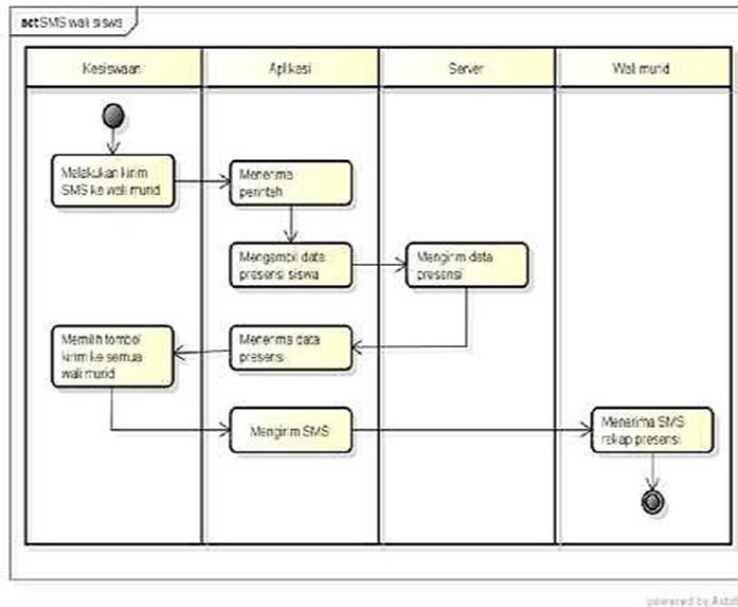 act SMS wali siswa
Kesiswaan
Aplikasi
Server
Wali murid
Melakukan kirim
SMS ke wali murid
Menerima
perintah
Mengambil data
presensi siswa
Mengirim data
presensi
Memilih tombol
kirim ke semua
wali murid
Menerima data
presensi
Mengirim SMS
Menerima SMS
rekap presensi
powered by